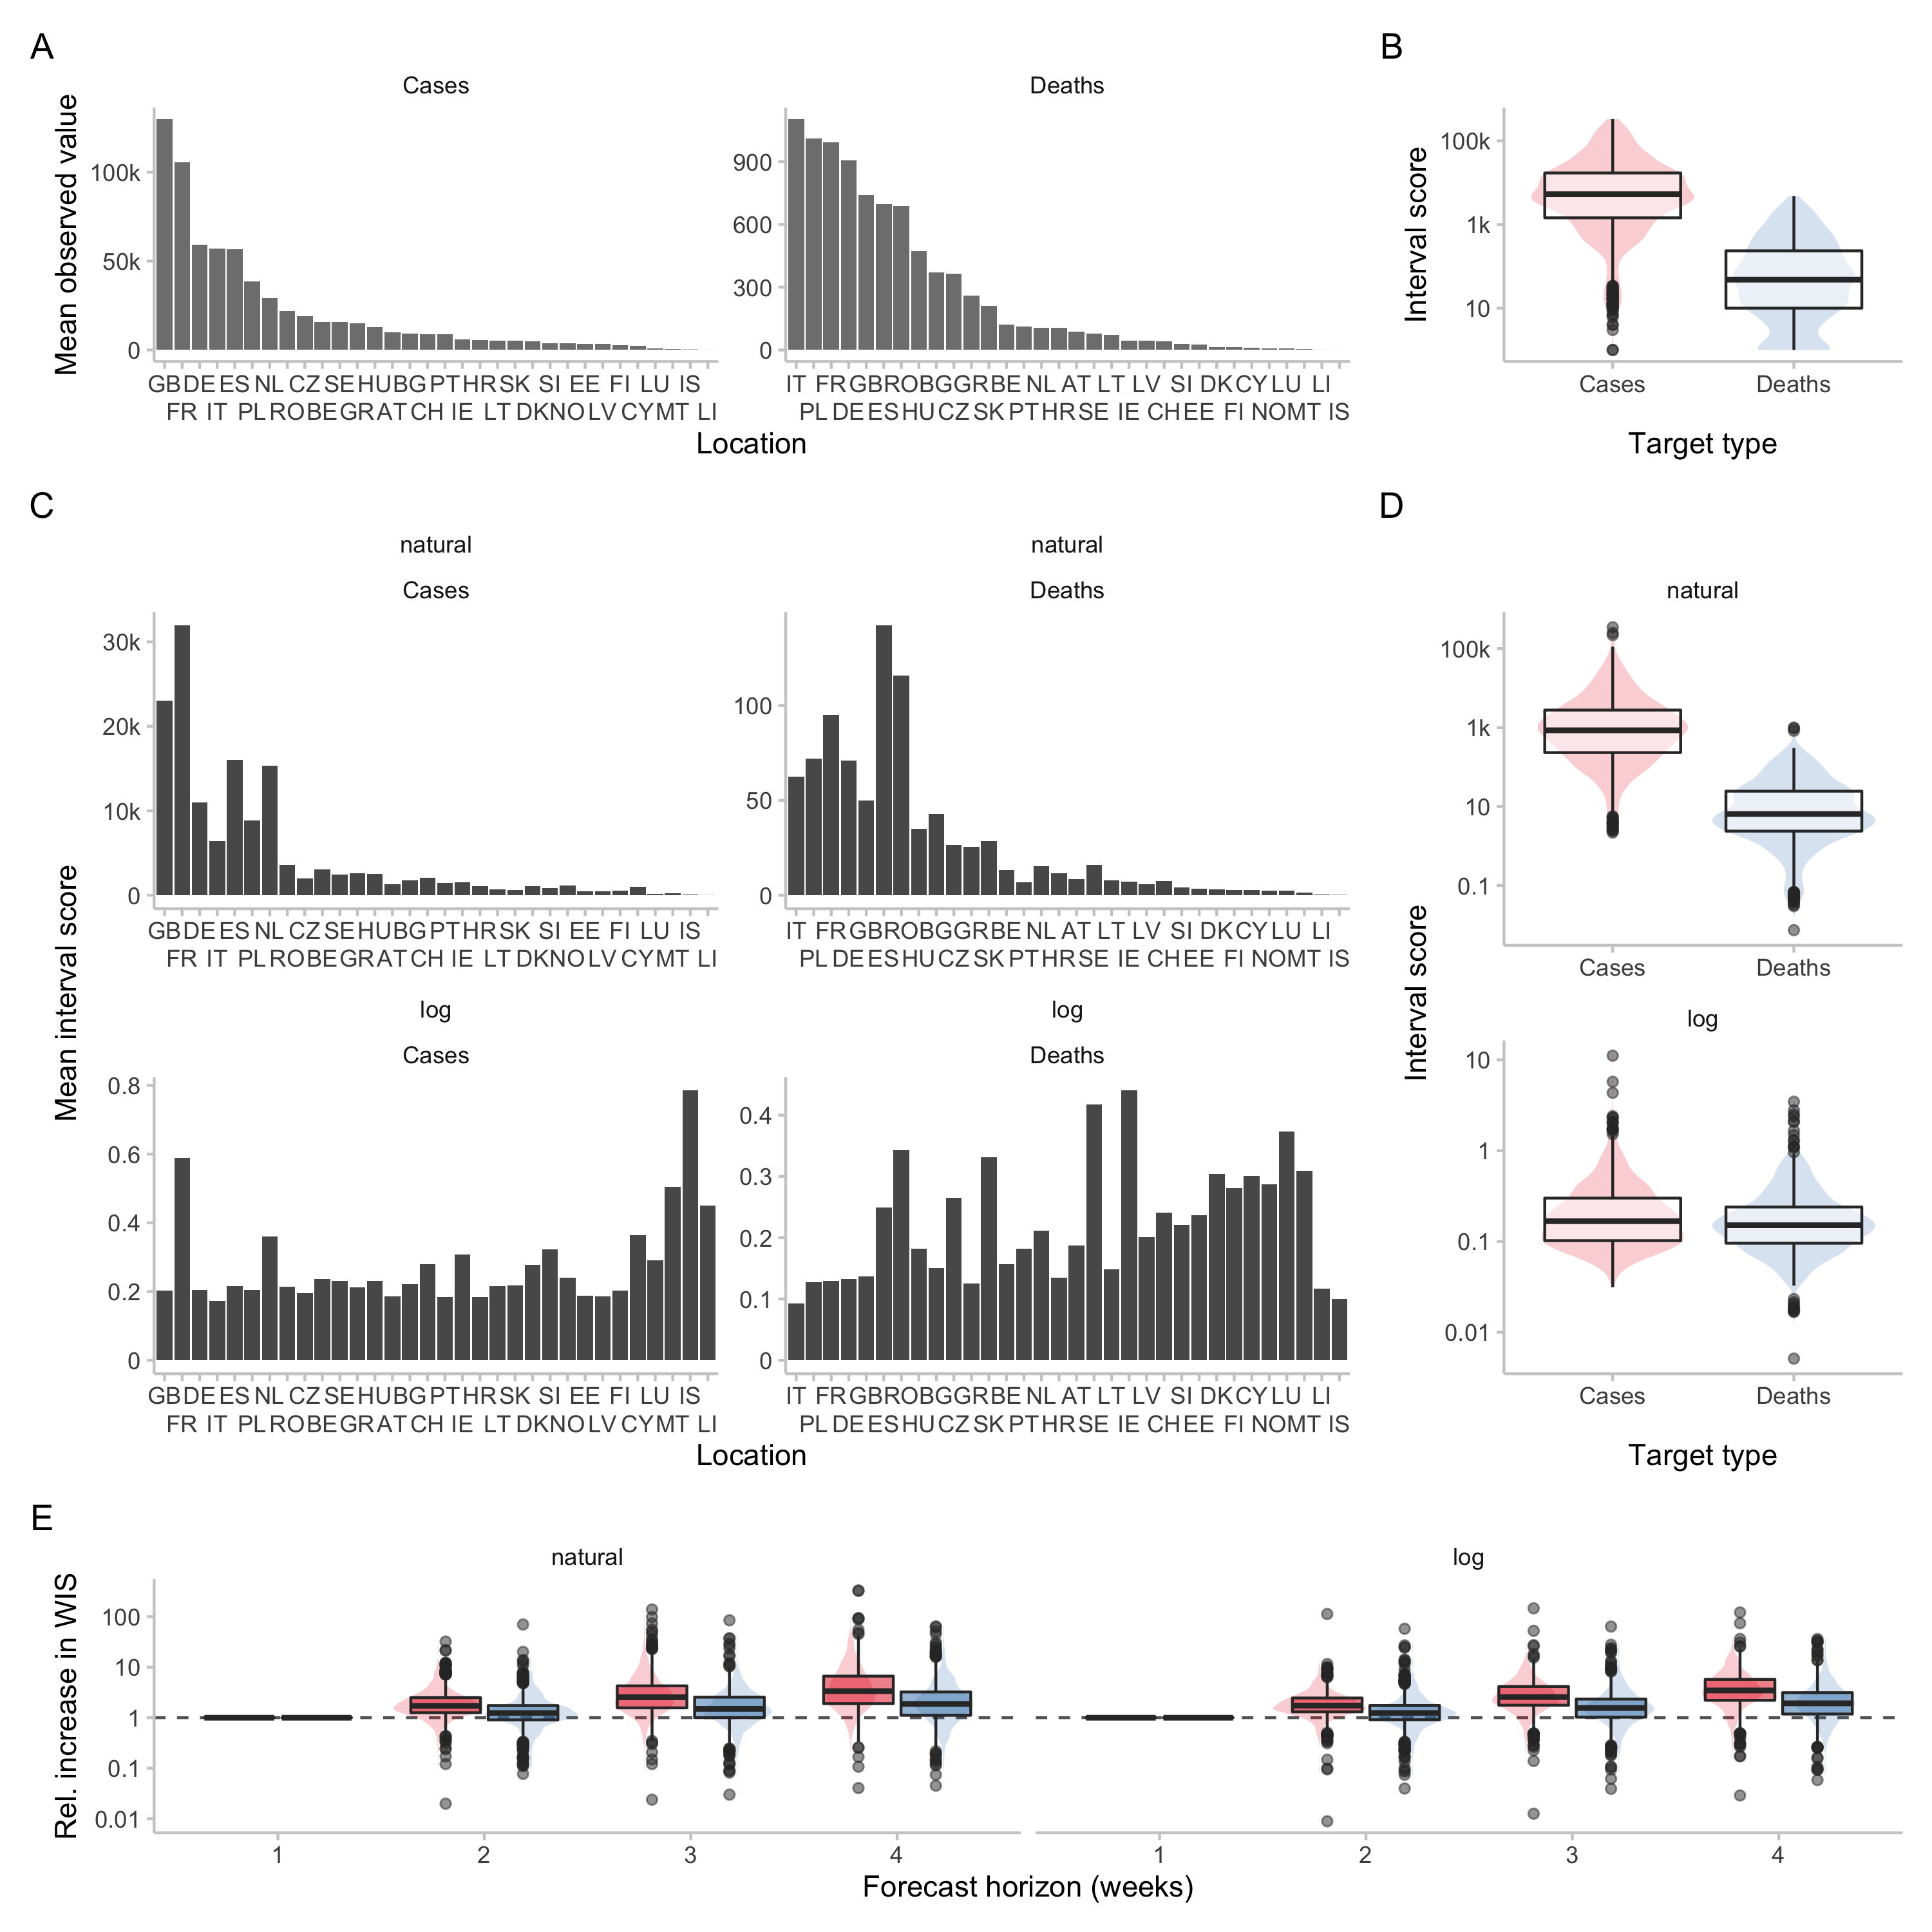 A
B
Cases
Deaths
Mean observed value
100k
50k
0
900
600
300
0
GB DE ES NL CZ SE HU BG PT HR SK SI EE FI LU IS
FR IT PL RO BE GR AT CH IE LT DK NO LV CY MT LI
IT FR GB RO BG GR BE NL AT LT LV SI DK CY LU LI
PL DE ES HU CZ SK PT HR SE IE CH EE FI NO MT IS
Location
Interval score
100k
1k
10
Cases
Deaths
Target type
C
D
natural
natural
Cases
Deaths
Mean interval score
30k
20k
10k
0
100
50
0
GB DE ES NL CZ SE HU BG PT HR SK SI EE FI LU IS
FR IT PL RO BE GR AT CH IE LT DK NO LV CY MT LI
IT FR GB RO BG GR BE NL AT LT LV SI DK CY LU LI
PL DE ES HU CZ SK PT HR SE IE CH EE FI NO MT IS
log
log
Cases
Deaths
0.8
0.6
0.4
0.2
0
0.4
0.3
0.2
0.1
0
GB DE ES NL CZ SE HU BG PT HR SK SI EE FI LU IS
FR IT PL RO BE GR AT CH IE LT DK NO LV CY MT LI
IT FR GB RO BG GR BE NL AT LT LV SI DK CY LU LI
PL DE ES HU CZ SK PT HR SE IE CH EE FI NO MT IS
Location
natural
Interval score
100k
1k
10
0.1
Cases
Deaths
log
10
1
0.1
0.01
Cases
Deaths
Target type
E
natural
log
Rel. increase in WIS
100
10
1
0.1
0.01
1
2
3
4
1
2
3
4
Forecast horizon (weeks)